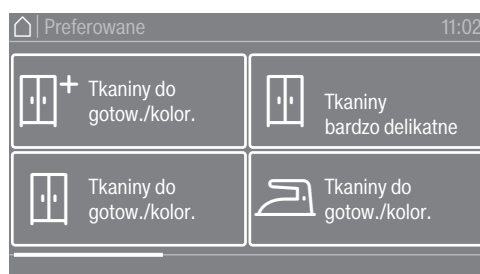 Preferowane 11:02
+ Tkaniny do
gotow./kolor.
Tkaniny
bardzo delikatne
Tkaniny do
gotow./kolor.
Tkaniny do
gotow./kolor.